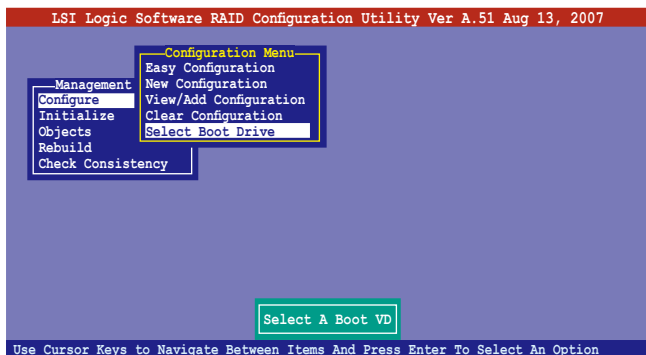 LSI Logic Software RAID Configuration Utility Ver A.51 Aug 13, 2007
Configuration Menu
Easy Configuration
New Configuration
View/Add Configuration
Clear Configuration
Select Boot Drive
Management
Configure
Initialize
Objects
Rebuild
Check Consistency
Select A Boot VD
Use Cursor Keys to Navigate Between Items And Press Enter To Select An Option